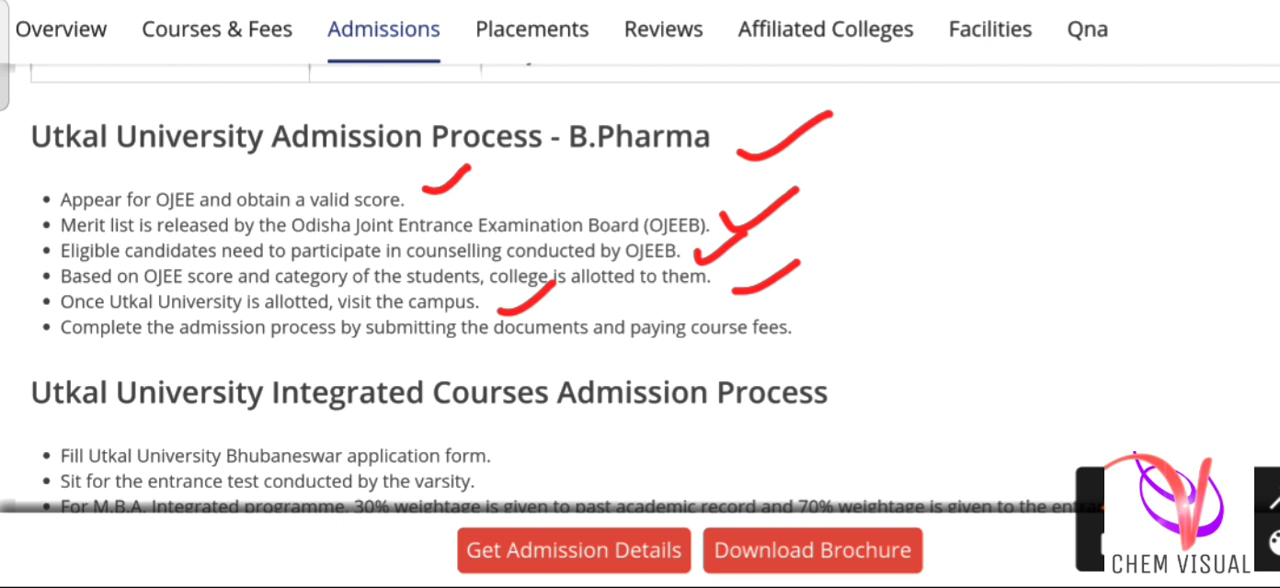 Overview Courses & Fees Admissions Placements Reviews Affiliated Colleges Facilities Qna
Utkal University Admission Process - B.Pharma
• Appear for OJEE and obtain a valid score.
• Merit list is released by the Odisha Joint Entrance Examination Board (OJEEB).
• Eligible candidates need to participate in counselling conducted by OJEEB.
• Based on OJEE score and category of the students, college is allotted to them.
• Once Utkal University is allotted, visit the campus.
• Complete the admission process by submitting the documents and paying course fees.
Utkal University Integrated Courses Admission Process
• Fill Utkal University Bhubaneswar application form.
• Sit for the entrance test conducted by the varsity.
• For M.B.A. Integrated programme, 30% weightage is given to past academic record and 70% weightage is given to the
Get Admission Details Download Brochure
CHEM VISUAL